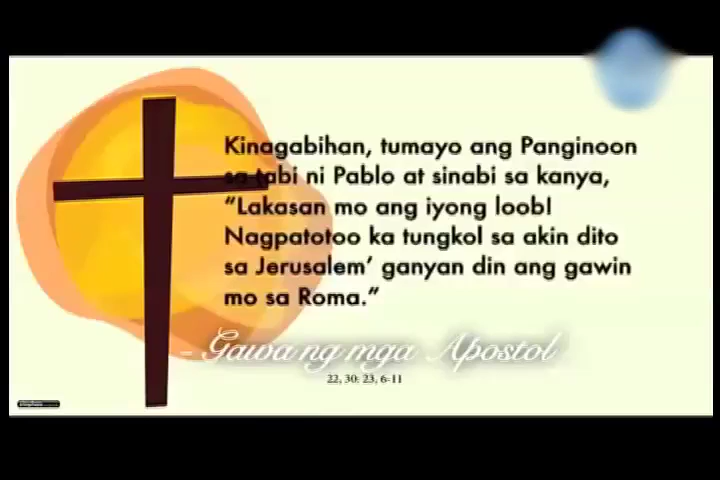 Kinagabihan, tumayo ang Panginoon
sa tabi ni Pablo at sinabi sa kanya,
“Lakasan mo ang iyong loob!
Nagpatotoo ka tungkol sa akin dito
sa Jerusalem’ ganyan din ang gawin
mo sa Roma.”
- Gawa ng mga Apostol
22, 30: 23, 6-11